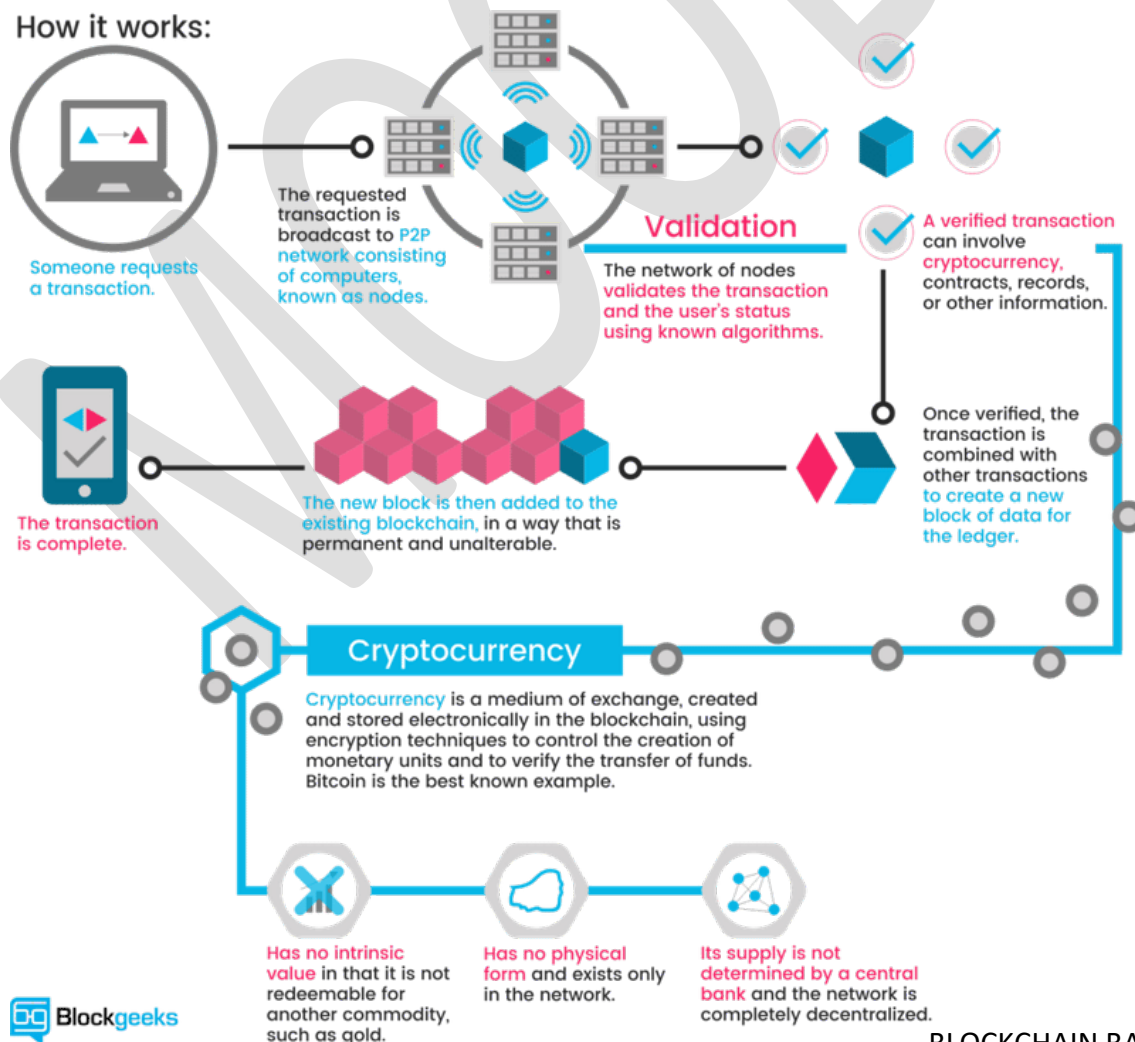 How it works:
Someone requests
a transaction.
The requested
transaction is
broadcast to P2P
network consisting
of computers,
known as nodes.
Validation
The network of nodes
validates the transaction
and the user's status
using known algorithms.
A verified transaction
can involve
cryptocurrency,
contracts, records,
or other information.
Once verified, the
transaction is
combined with
other transactions
to create a new
block of data for
the ledger.
The new block is then added to the
existing blockchain, in a way that is
permanent and unalterable.
The transaction
is complete.
Cryptocurrency
Cryptocurrency is a medium of exchange, created
and stored electronically in the blockchain, using
encryption techniques to control the creation of
monetary units and to verify the transfer of funds.
Bitcoin is the best known example.
Has no intrinsic
value in that it is not
redeemable for
another commodity,
such as gold.
Has no physical
form and exists only
in the network.
Its supply is not
determined by a central
bank and the network is
completely decentralized.
Blockgeeks
BLOCKCHAIN